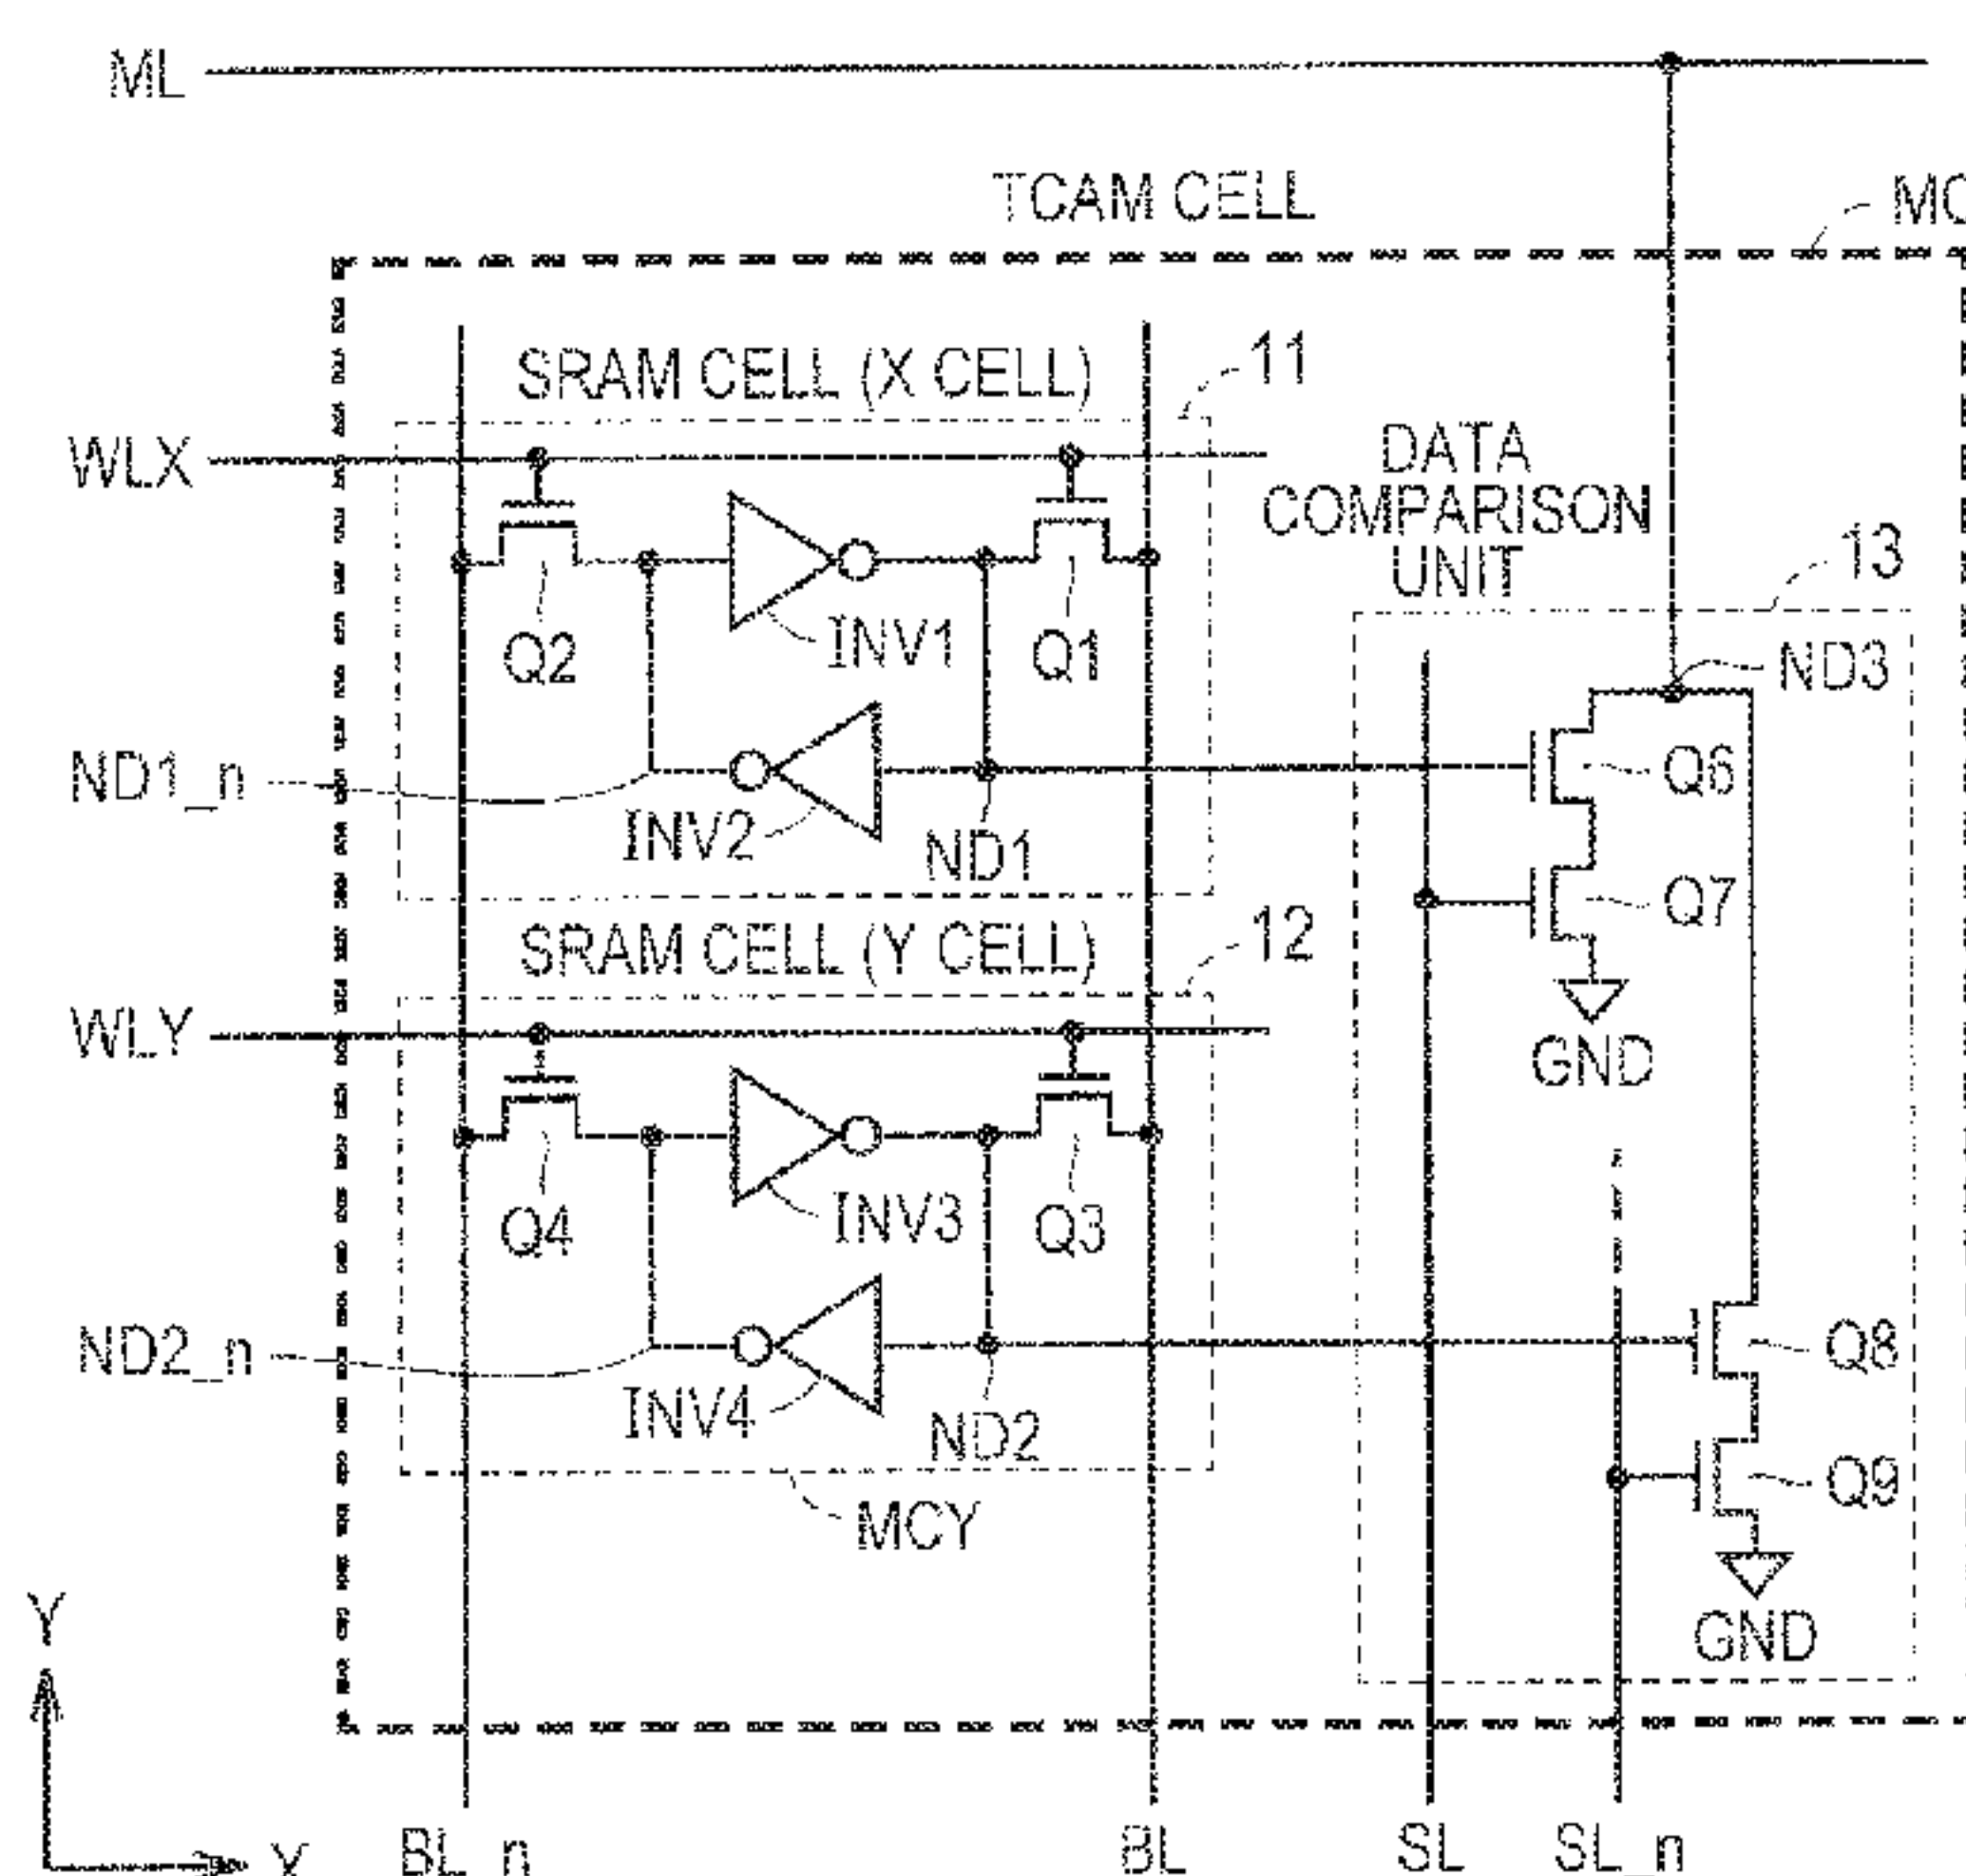 ML
TCAM CELL
MC
SRAM CELL (X CELL)
11
WLX
DATA
COMPARISON
UNIT
13
Q2
INV1
Q1
ND3
ND1_n
Q6
INV2
ND1
Q7
SRAM CELL (Y CELL)
12
WLY
GND
Q4
INV3
Q3
ND2_n
Q8
INV4
ND2
Q9
MCY
GND
Y
X
BL_n
BL
SL
SL_n